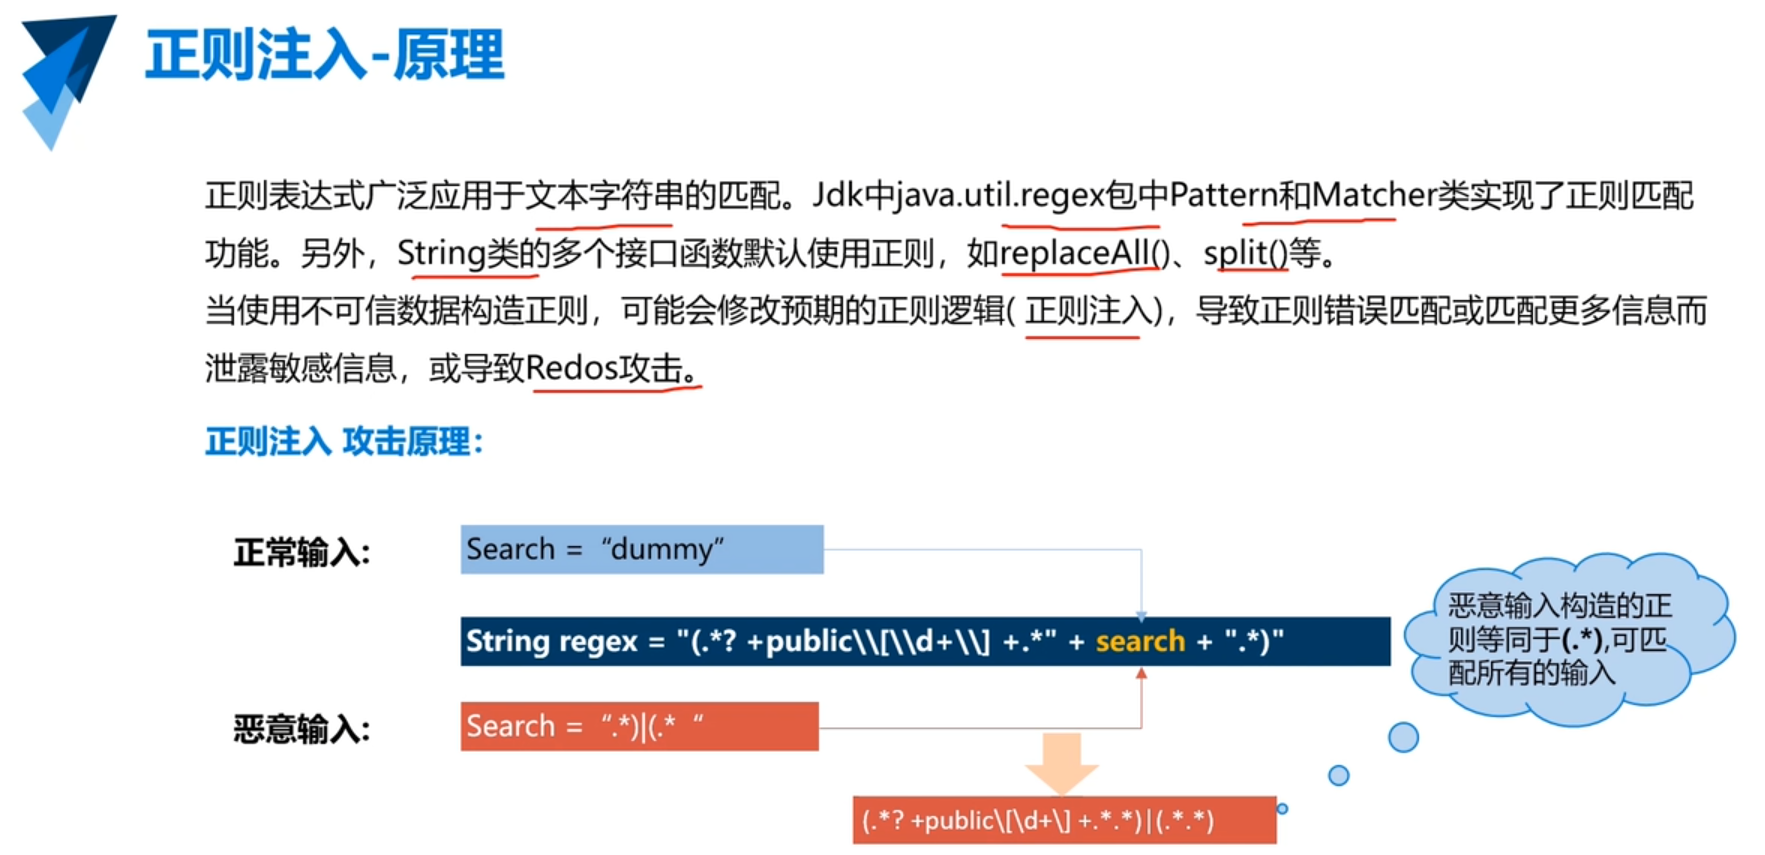 正则注入-原理
正则表达式广泛应用于文本字符串的匹配。Jdk中java.util.regex包中Pattern和Matcher类实现了正则匹配
功能。另外，String类的多个接口函数默认使用正则，如replaceAll()、split()等。
当使用不可信数据构造正则，可能会修改预期的正则逻辑( 正则注入)，导致正则错误匹配或匹配更多信息而
泄露敏感信息，或导致Redos攻击。
正则注入 攻击原理：
正常输入：
Search = “dummy”
String regex = "(.*? +public\\[\\d+\\] +.*" + search + ".*)"
恶意输入构造的正
则等同于(.*),可匹
配所有的输入
恶意输入：
Search = “.*)|(.* “
(.*? +public\[\d+\] +.*.*)|(.*.*)